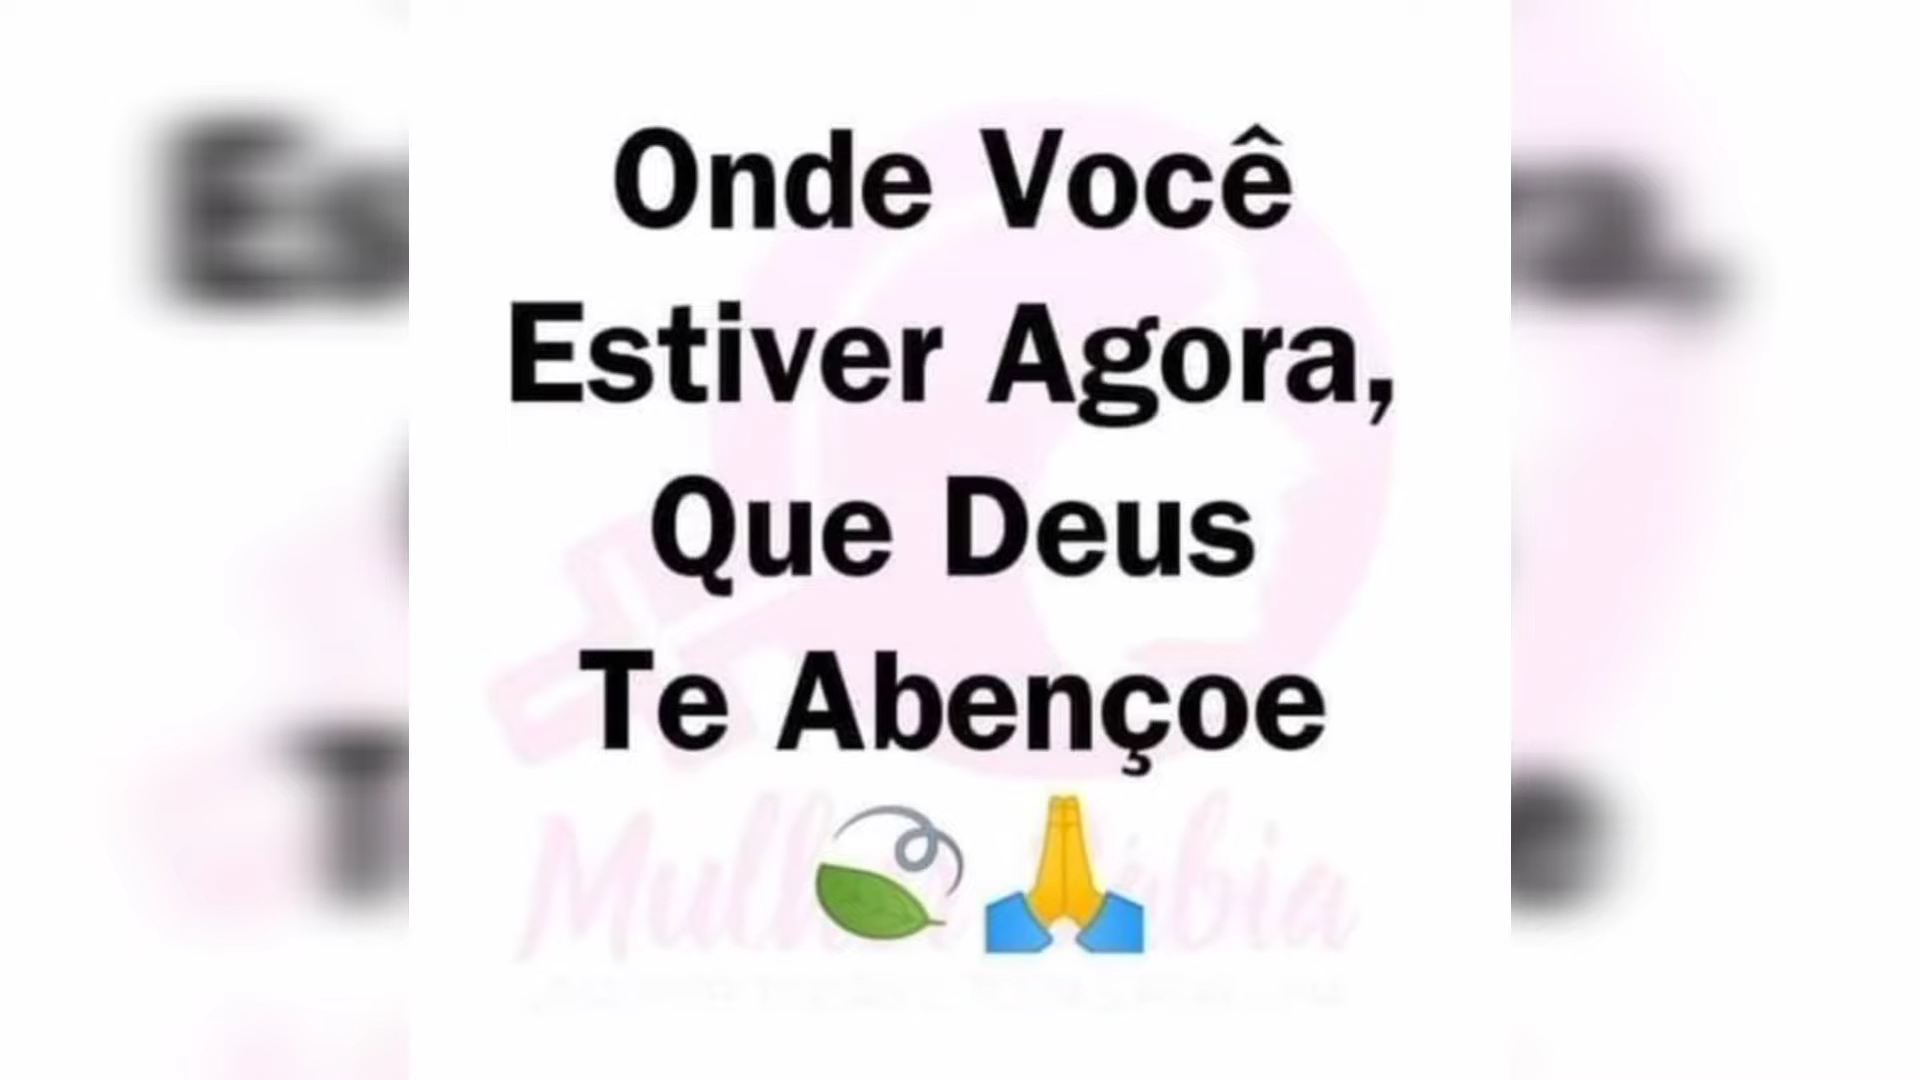 Onde Você
Estiver Agora,
Que Deus
Te Abençoe
🍃🙏